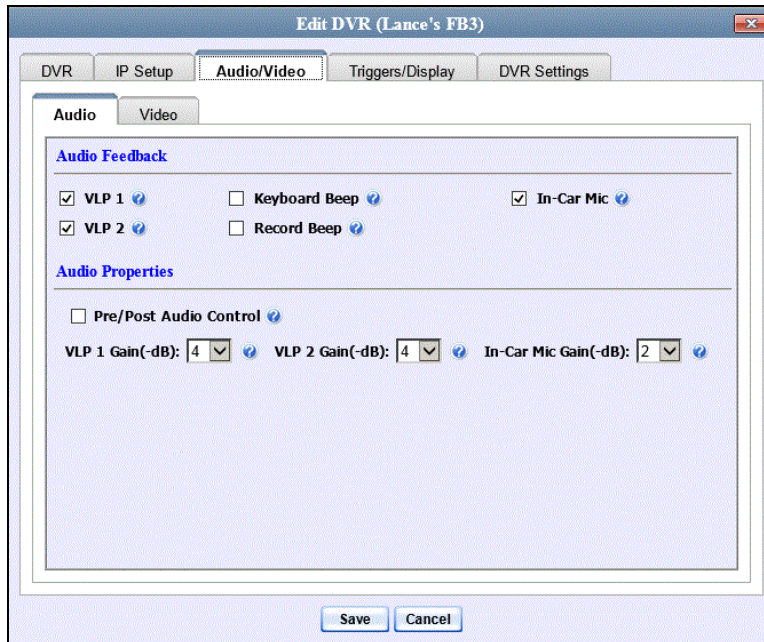 Edit DVR (Lance's FB3)
DVR IP Setup Audio/Video Triggers/Display DVR Settings
Audio Video
Audio Feedback
VLP 1 Keyboard Beep In-Car Mic
VLP 2 Record Beep
Audio Properties
Pre/Post Audio Control
VLP 1 Gain(-dB): 4 VLP 2 Gain(-dB): 4 In-Car Mic Gain(-dB): 2
Save Cancel